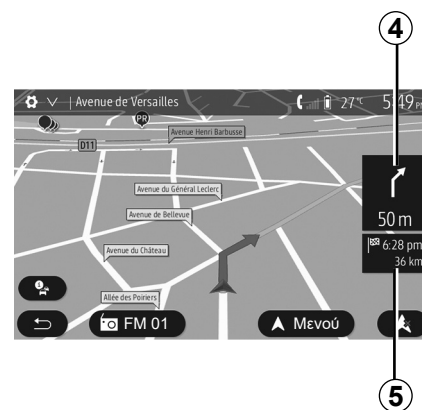 4
Avenue de Versailles
27 °C
5:49 PM
PR
Avenue Henri Barbusse
D11
Avenue du Général Leclerc
Avenue de Bellevue
Avenue du Château
Allée des Poiriers
50 m
6:28 pm
36 km
FM 01
Μενού
5